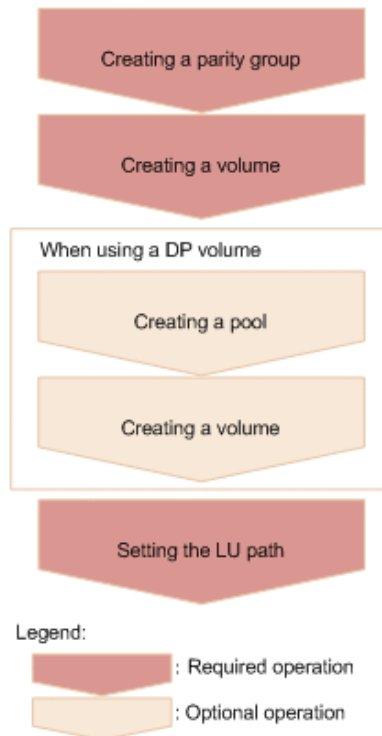 Creating a parity group
Creating a volume
When using a DP volume
Creating a pool
Creating a volume
Setting the LU path
Legend:
: Required operation
: Optional operation